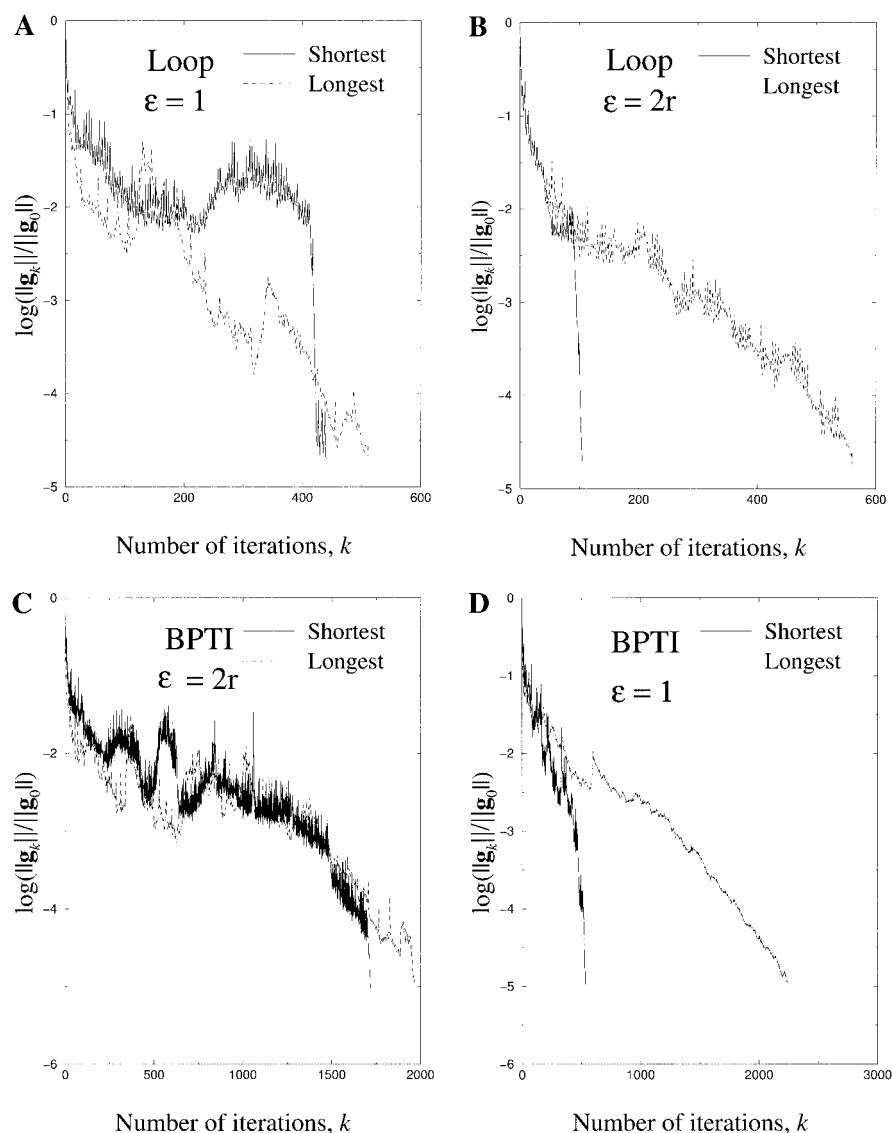 A
Loop
ε = 1
Shortest
Longest
0
−1
−2
−3
−4
−5
log(||g_k||/||g_0||)
0 200 400 600
Number of iterations, k
B
Loop
ε = 2r
Shortest
Longest
0
−1
−2
−3
−4
−5
log(||g_k||/||g_0||)
0 200 400 600
Number of iterations, k
C
BPTI
ε = 2r
Shortest
Longest
0
−2
−4
−6
log(||g_k||/||g_0||)
0 500 1000 1500 2000
Number of iterations, k
D
BPTI
ε = 1
Shortest
Longest
0
−1
−2
−3
−4
−5
−6
log(||g_k||/||g_0||)
0 1000 2000 3000
Number of iterations, k